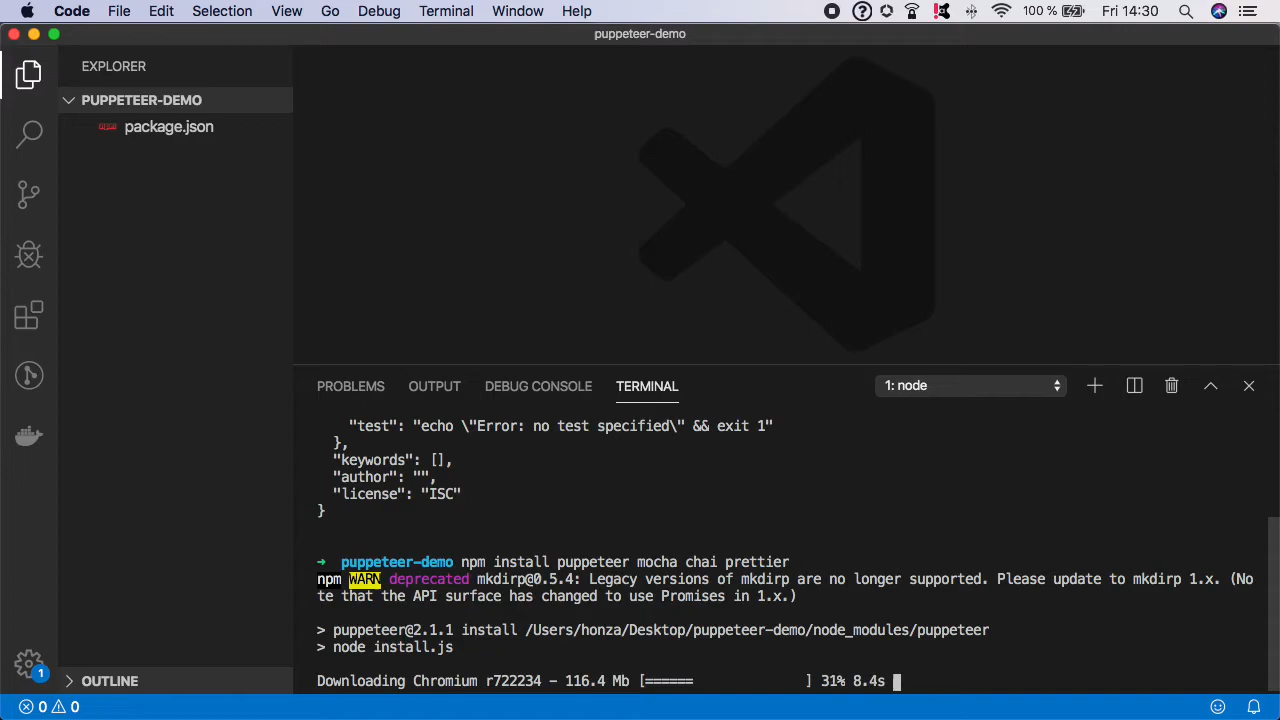 Code File Edit Selection View Go Debug Terminal Window Help 100 % Fri 14:30
puppeteer-demo
EXPLORER
PUPPETEER-DEMO
npm package.json
PROBLEMS OUTPUT DEBUG CONSOLE TERMINAL 1: node
"test": "echo \"Error: no test specified\" && exit 1"
},
"keywords": [],
"author": "",
"license": "ISC"
}
→ puppeteer-demo npm install puppeteer mocha chai prettier
npm WARN deprecated mkdirp@0.5.4: Legacy versions of mkdirp are no longer supported. Please update to mkdirp 1.x. (No
te that the API surface has changed to use Promises in 1.x.)
> puppeteer@2.1.1 install /Users/honza/Desktop/puppeteer-demo/node_modules/puppeteer
> node install.js
Downloading Chromium r722234 - 116.4 Mb [====== ] 31% 8.4s
1
OUTLINE
0 0